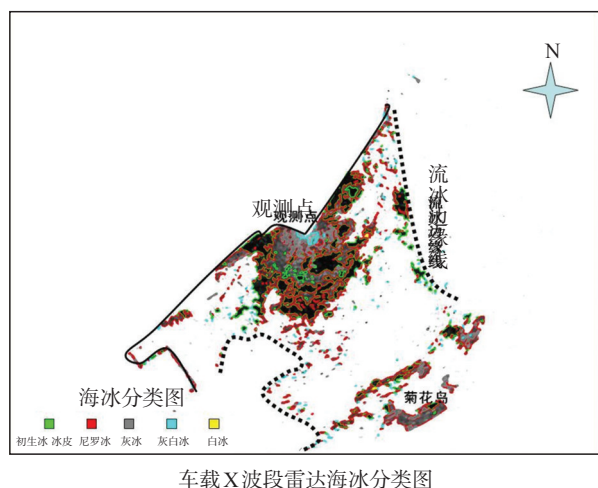 N
观测点
观测点
流冰边缘线
流冰边缘线
菊花岛
海冰分类图
初生冰 冰皮 尼罗冰 灰冰 灰白冰 白冰
车载X波段雷达海冰分类图